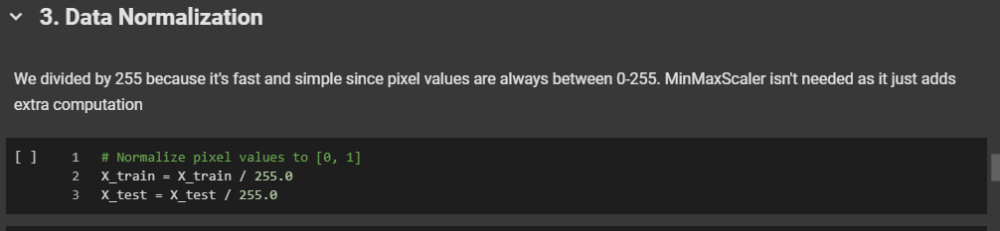 3. Data Normalization
We divided by 255 because it's fast and simple since pixel values are always between 0-255. MinMaxScaler isn't needed as it just adds
extra computation
[ ] 1 # Normalize pixel values to [0, 1]
2 X_train = X_train / 255.0
3 X_test = X_test / 255.0